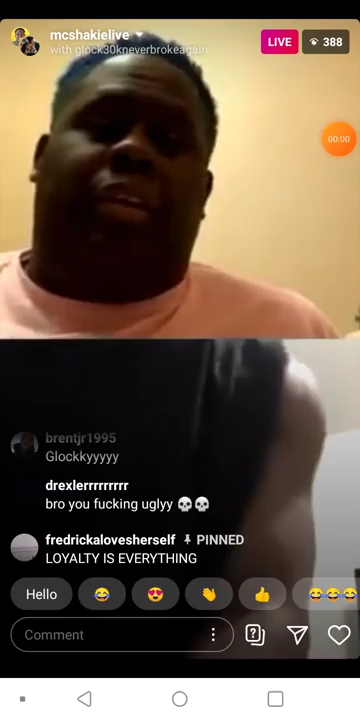 mcshakielive
LIVE
388
with glock30kneverbrokeagain
00:00
brentjr1995
Glockkyyyyy
drexlerrrrrrrrr
bro you fucking uglyy 💀💀
fredrickalovesherself PINNED
LOYALTY IS EVERYTHING
Hello 😂 😍 👏 👍 😂😂😂
Comment